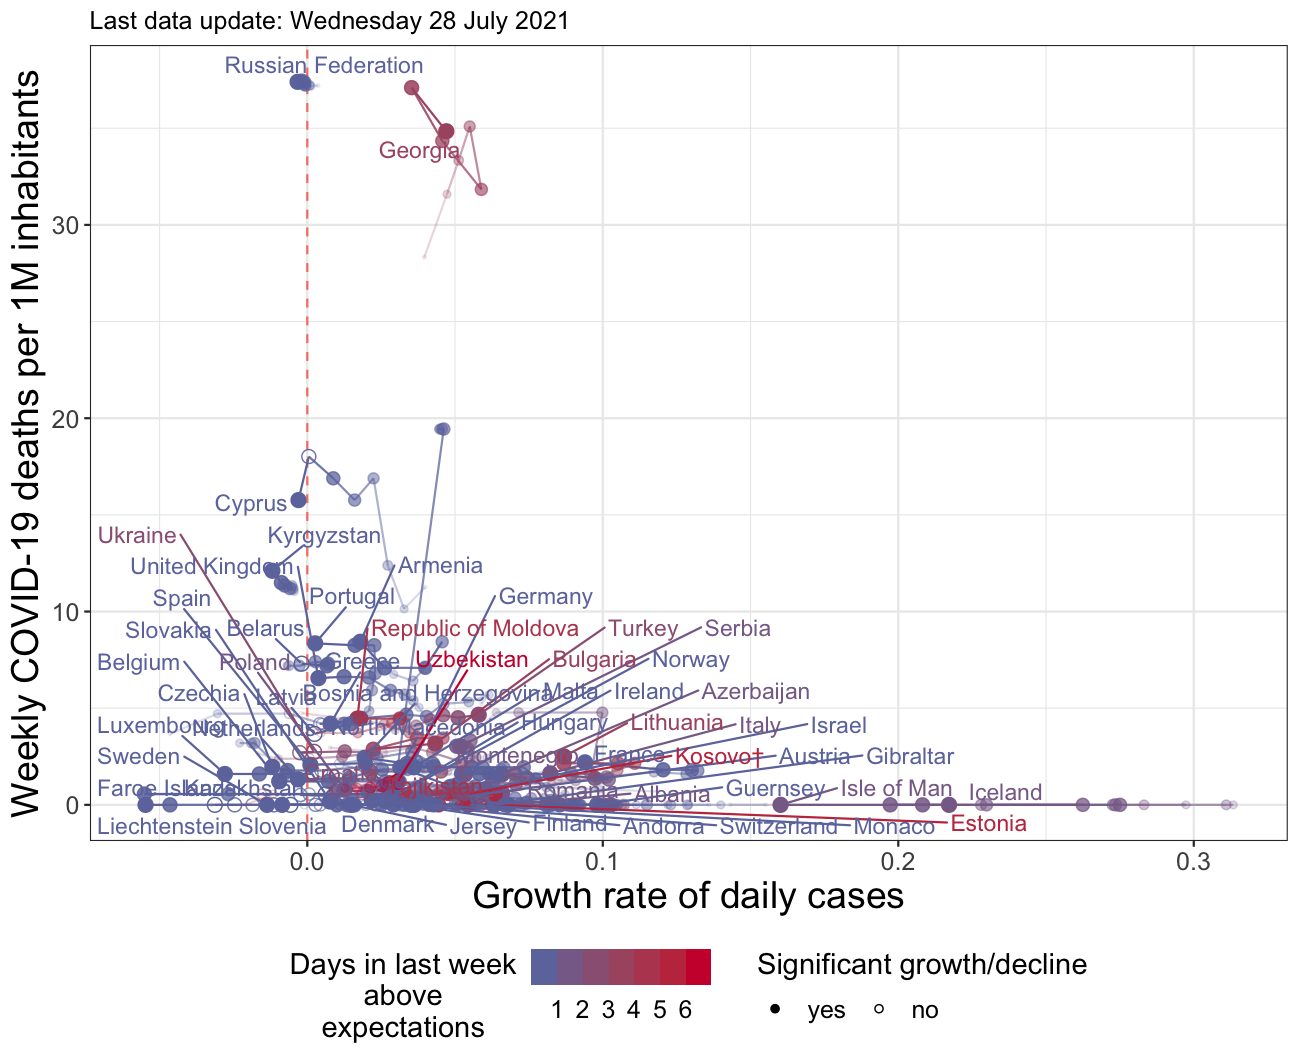 Last data update: Wednesday 28 July 2021
Weekly COVID-19 deaths per 1M inhabitants
30
20
10
0
Russian Federation
Georgia
Cyprus
Ukraine
Kyrgyzstan
United Kingdom
Armenia
Spain
Portugal
Germany
Slovakia
Belarus
Republic of Moldova
Turkey
Serbia
Belgium
Poland
Greece
Uzbekistan
Bulgaria
Norway
Czechia
Latvia
Bosnia and Herzegovina
Malta
Ireland
Azerbaijan
Luxembourg
Netherlands
North Macedonia
Hungary
Lithuania
Italy
Israel
Sweden
Montenegro
France
Kosovo†
Austria
Gibraltar
Faroe Islands
Kazakhstan
Tajikistan
Romania
Albania
Guernsey
Isle of Man
Iceland
Liechtenstein
Slovenia
Denmark
Jersey
Finland
Andorra
Switzerland
Monaco
Estonia
0.0
0.1
0.2
0.3
Growth rate of daily cases
Days in last week
above
expectations
1 2 3 4 5 6
Significant growth/decline
yes
no